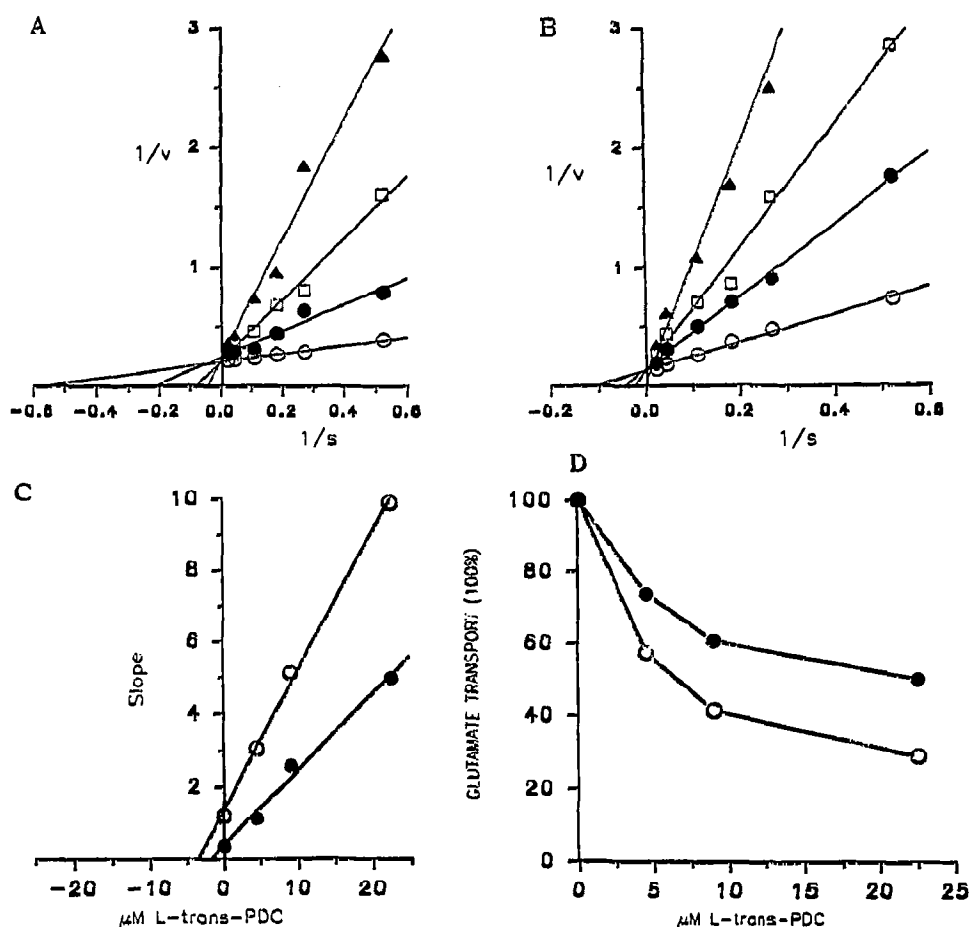 A
3
2
1/v
1
-0.6 -0.4 -0.2 0.0 0.2 0.4 0.6
1/s
B
3
2
1/v
1
0
-0.2 0.0 0.2 0.4 0.6
1/s
C
10
8
6
Slope
4
2
-20 -10 0 10 20
µM L-trans-PDC
D
GLUTAMATE TRANSPORT (100%)
100
80
60
40
20
0
0 5 10 15 20 25
µM L-trans-PDC